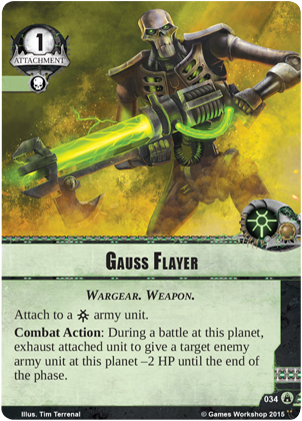 1
ATTACHMENT
GAUSS FLAYER
WARGEAR. WEAPON.
Attach to a army unit.
Combat Action: During a battle at this planet,
exhaust attached unit to give a target enemy
army unit at this planet –2 HP until the end of
the phase.
034
Illus. Tim Terrenal
© Games Workshop 2015